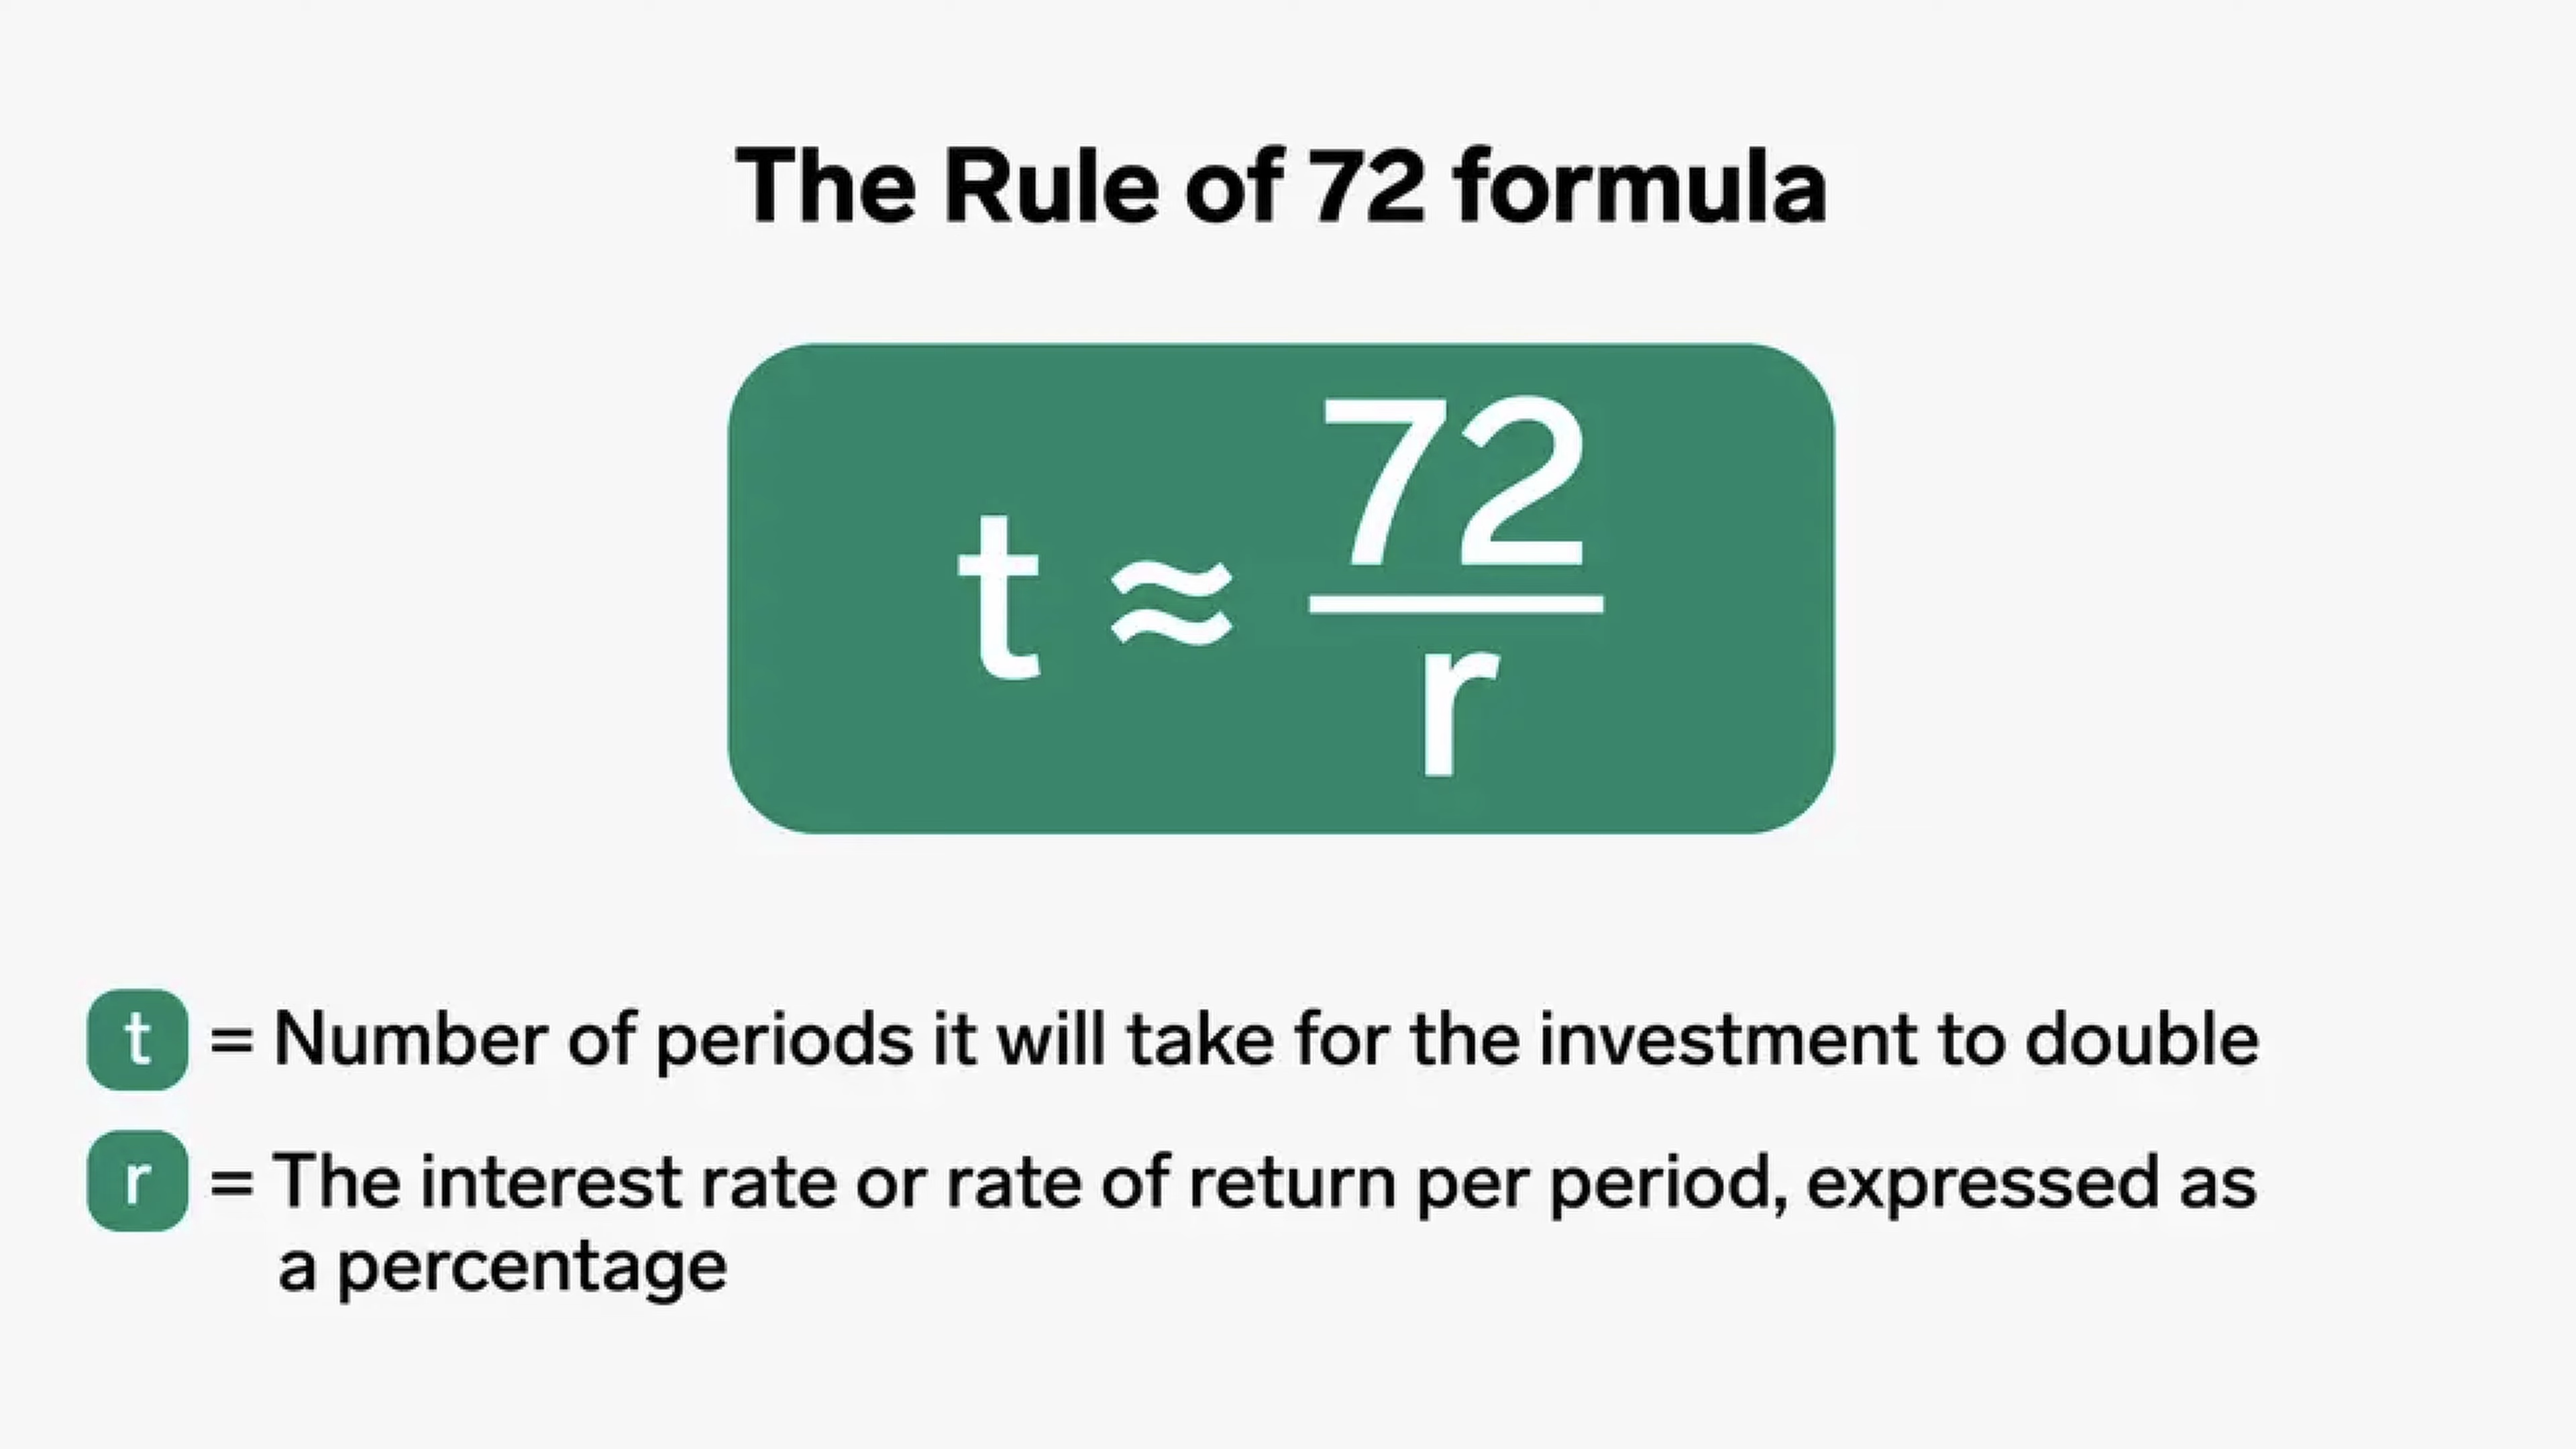 The Rule of 72 formula
t ≈ 72
r
t = Number of periods it will take for the investment to double
r = The interest rate or rate of return per period, expressed as
a percentage